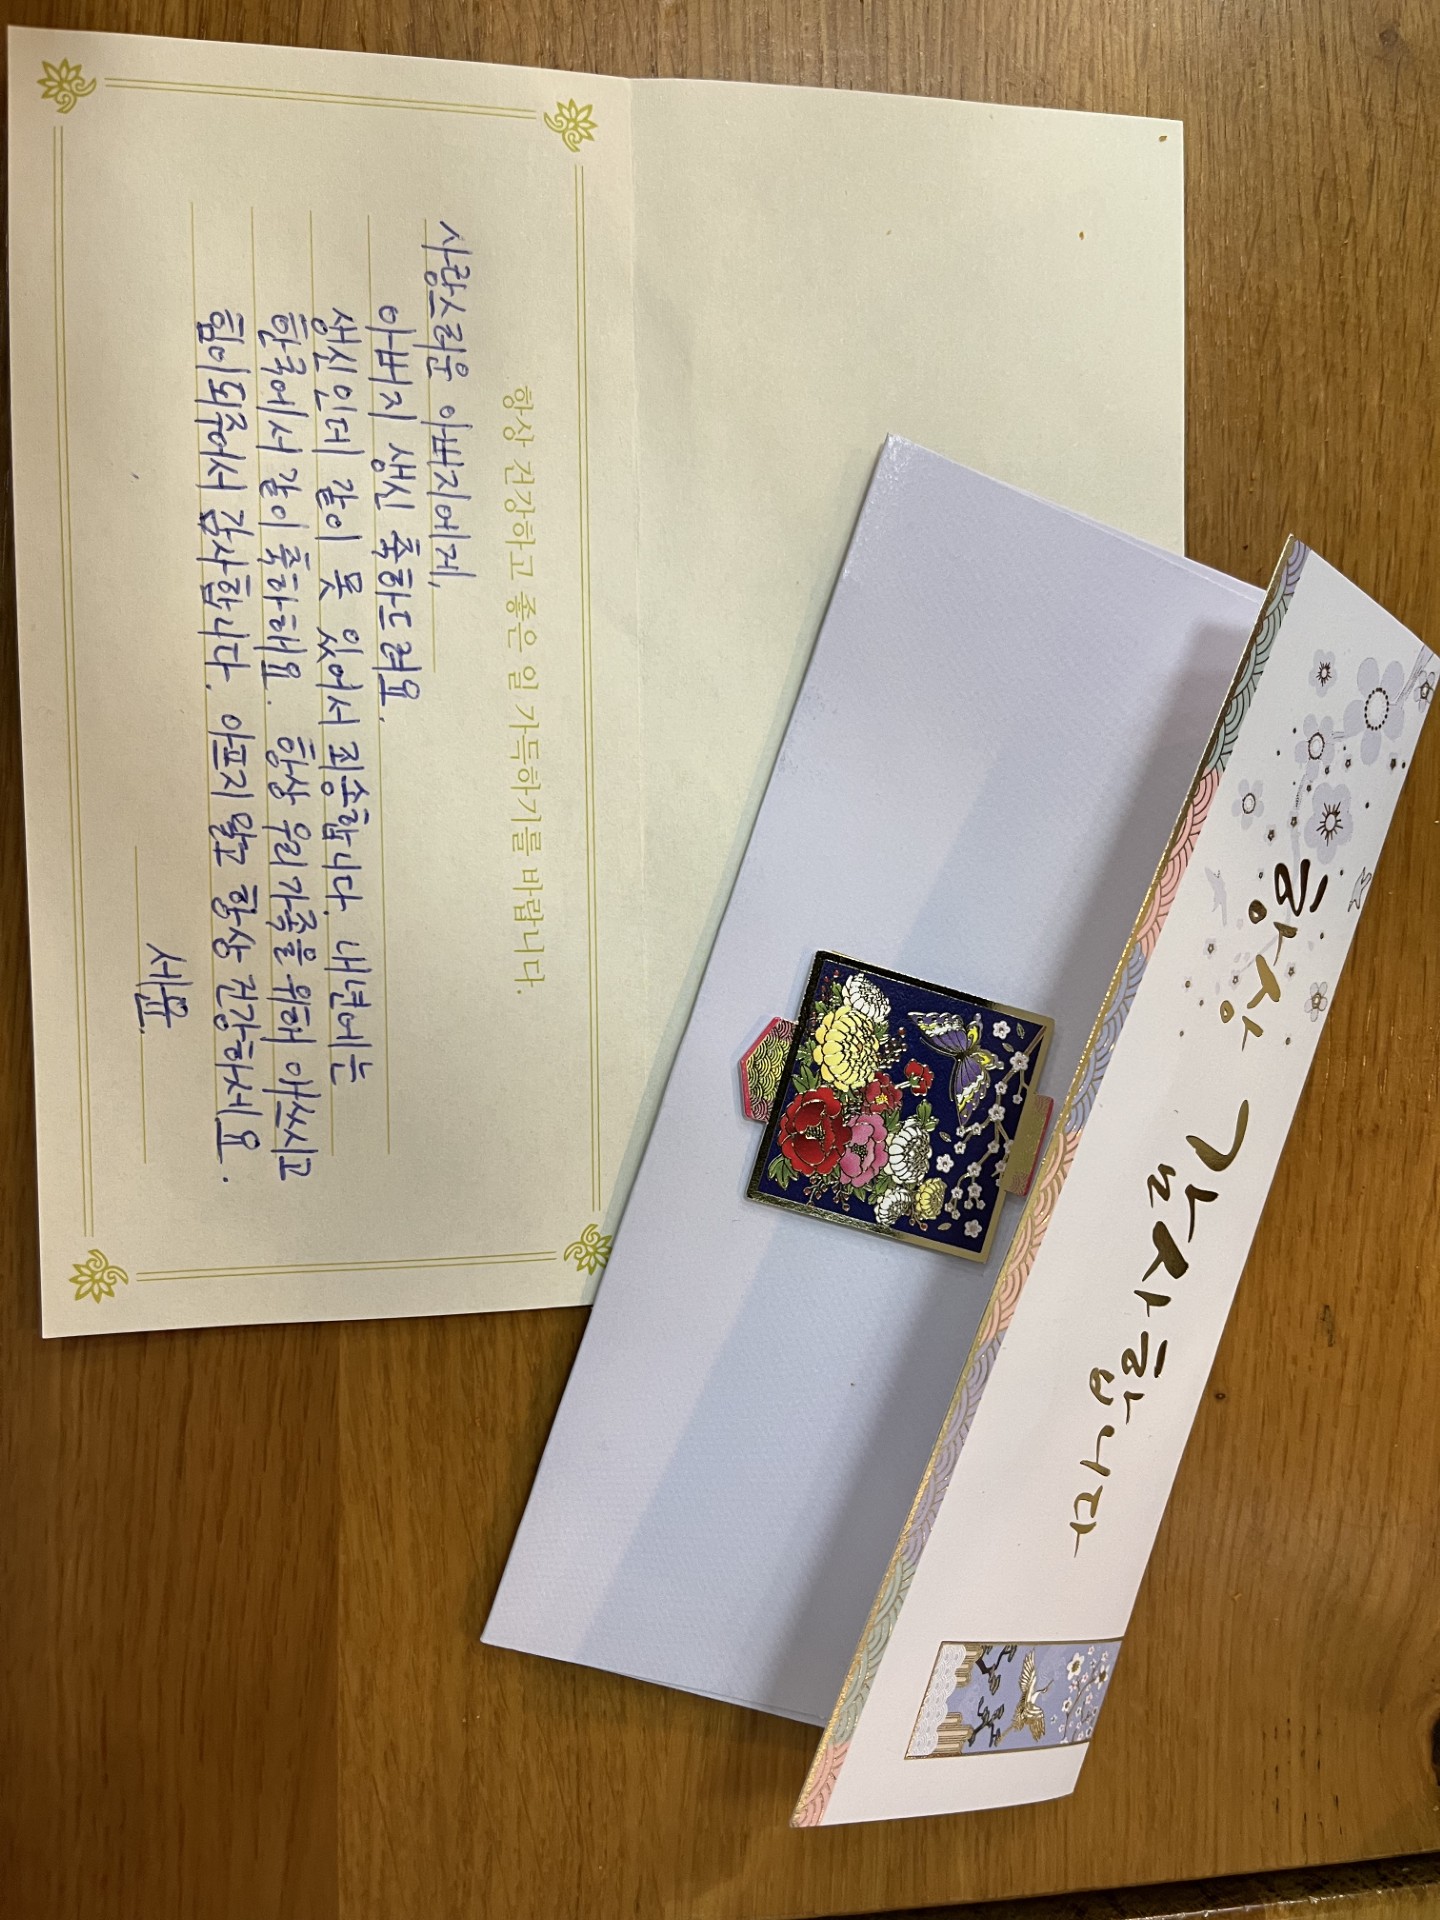 항상 감사합니다
항상 건강하고 좋은 일 가득하기를 바랍니다.
사랑스러운 아버지에게,
아버지 생신 축하드려요.
생신인데 같이 못 있어서 죄송합니다. 내년에는
한국에서 같이 축하해요. 항상 우리 가족을 위해 애쓰시고
힘이되주어서 감사합니다. 아프지 말고 항상 건강하세요.
세윤.